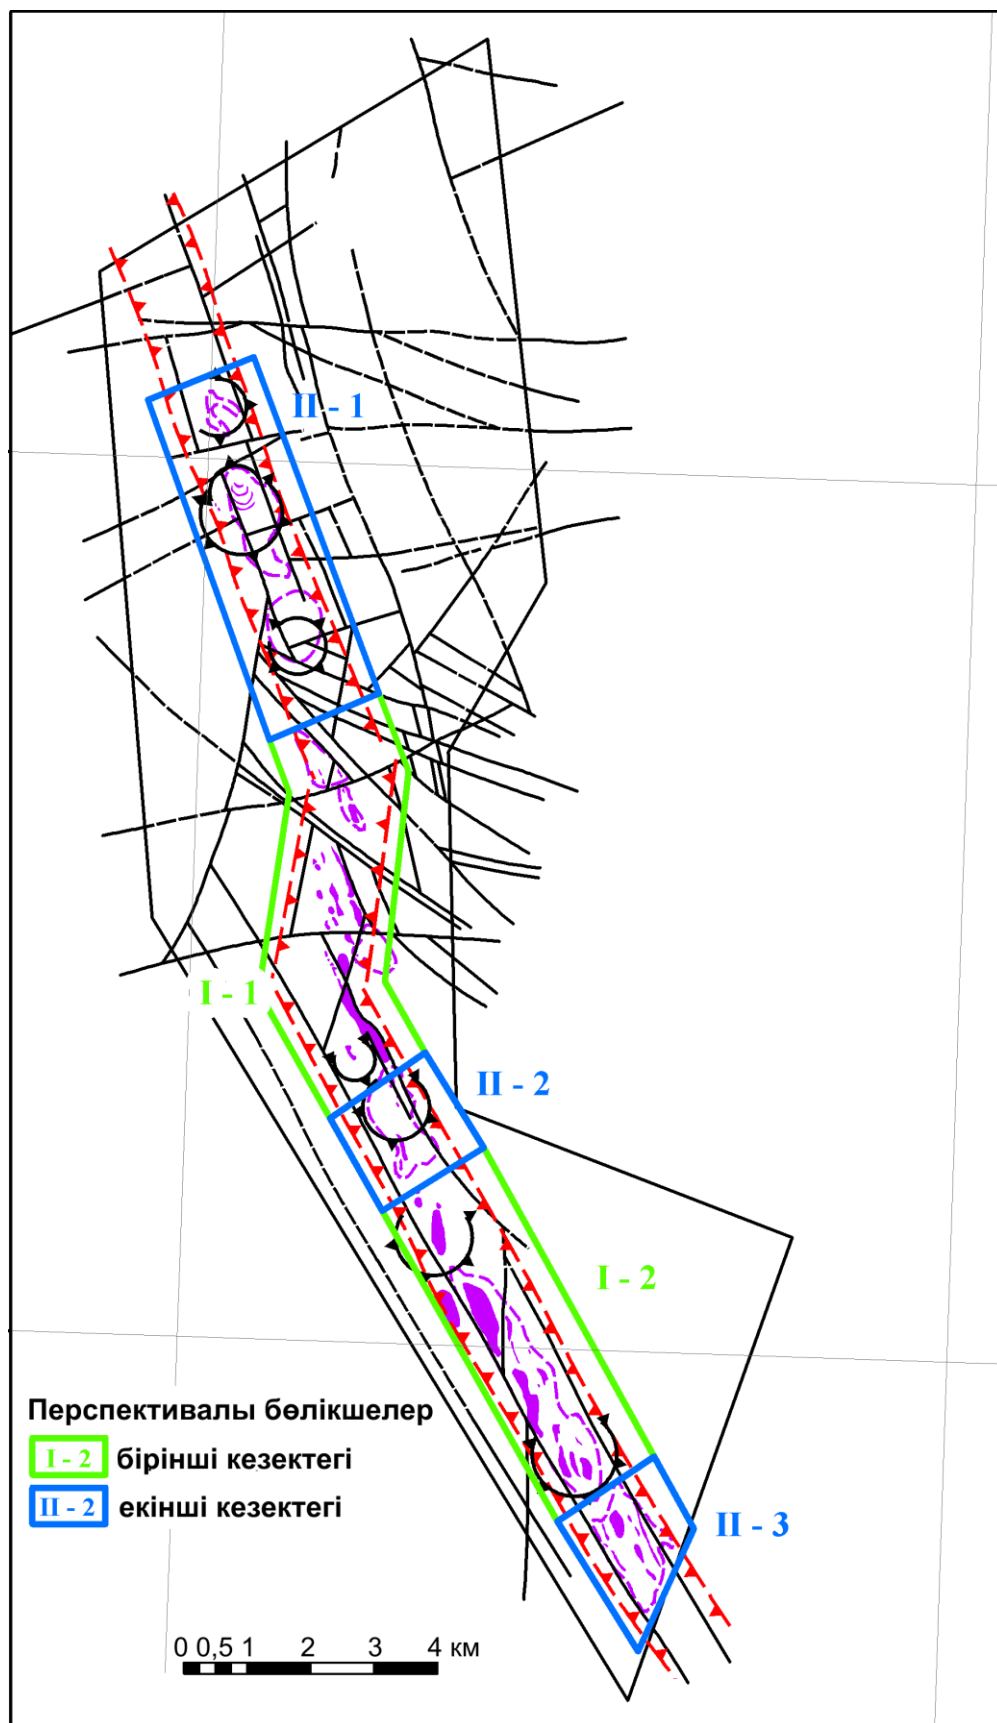 II - 1
I - 1
II - 2
I - 2
Перспективалы бөлікшелер
I - 2 бірінші кезектегі
II - 2 екінші кезектегі
II - 3
0 0,5 1 2 3 4 км